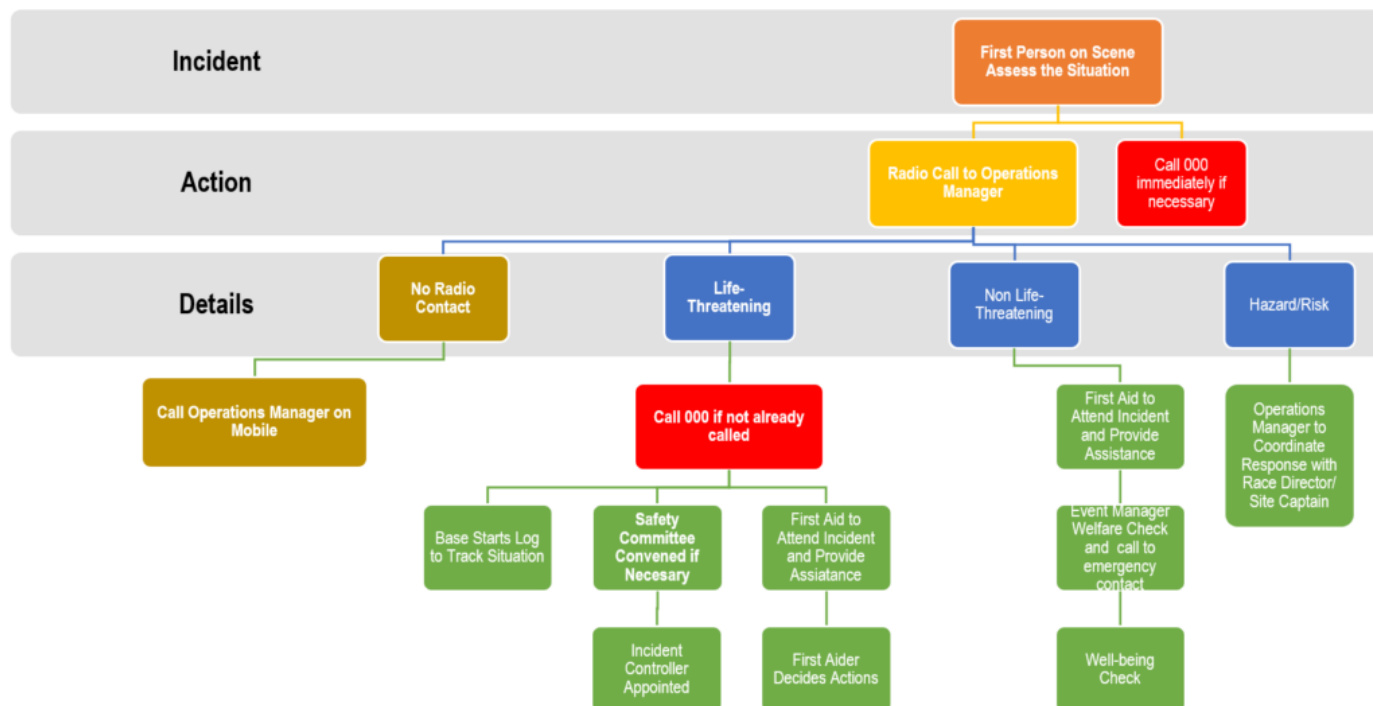 Incident
First Person on Scene
Assess the Situation
Action
Radio Call to Operations
Manager
Call 000
immediately if
necessary
Details
No Radio
Contact
Life-
Threatening
Non Life-
Threatening
Hazard/Risk
Call Operations Manager on
Mobile
Call 000 if not already
called
First Aid to
Attend Incident
and Provide
Assistance
Operations
Manager to
Coordinate
Response with
Race Director/
Site Captain
Base Starts Log
to Track Situation
Safety
Committee
Convened if
Necesary
First Aid to
Attend Incident
and Provide
Assiatance
Event Manager
Welfare Check
and call to
emergency
contact
Incident
Controller
Appointed
First Aider
Decides Actions
Well-being
Check